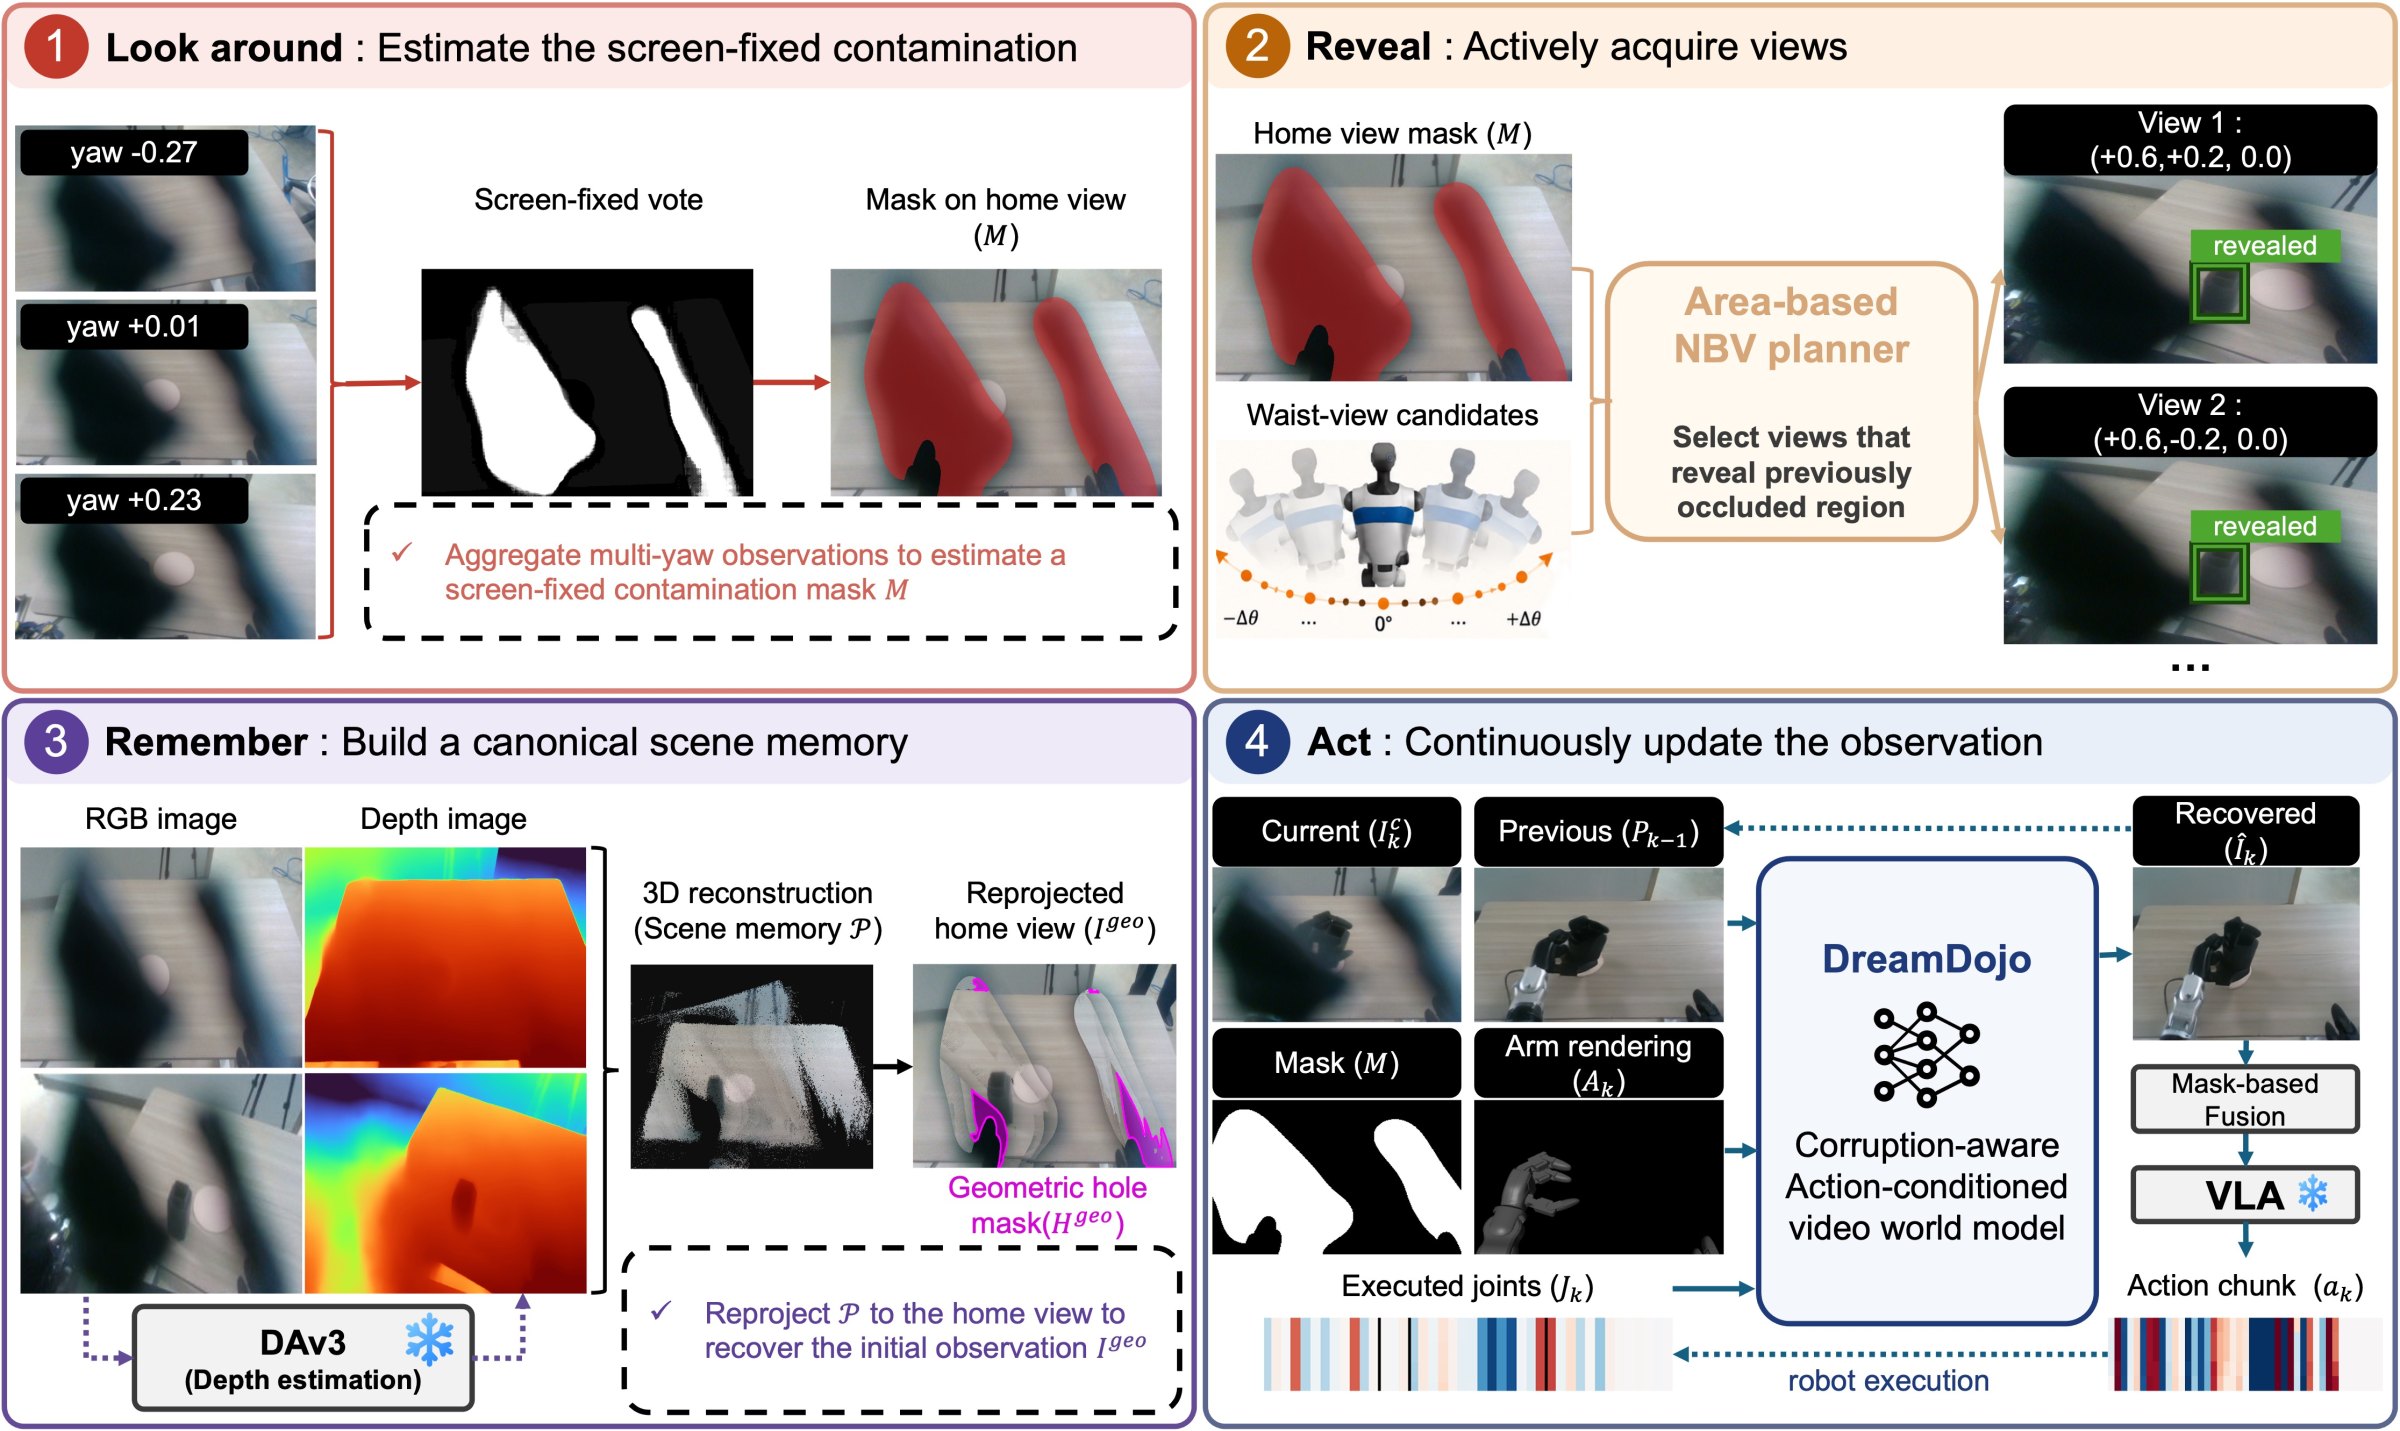 1 Look around : Estimate the screen-fixed contamination
yaw -0.27
yaw +0.01
yaw +0.23
Screen-fixed vote
Mask on home view
(M)
✓ Aggregate multi-yaw observations to estimate a
screen-fixed contamination mask M
2 Reveal : Actively acquire views
Home view mask (M)
Waist-view candidates
−Δθ ... 0° ... +Δθ
Area-based
NBV planner
Select views that
reveal previously
occluded region
View 1 :
(+0.6,+0.2, 0.0)
revealed
View 2 :
(+0.6,-0.2, 0.0)
revealed
...
3 Remember : Build a canonical scene memory
RGB image
Depth image
DAv3
(Depth estimation)
3D reconstruction
(Scene memory 𝒫)
Reprojected
home view (I^geo)
Geometric hole
mask(H^geo)
✓ Reproject 𝒫 to the home view to
recover the initial observation I^geo
4 Act : Continuously update the observation
Current (I_k^c)
Previous (P_{k−1})
Mask (M)
Arm rendering
(A_k)
Executed joints (J_k)
DreamDojo
Corruption-aware
Action-conditioned
video world model
Recovered
(Î_k)
Mask-based
Fusion
VLA
Action chunk (a_k)
robot execution